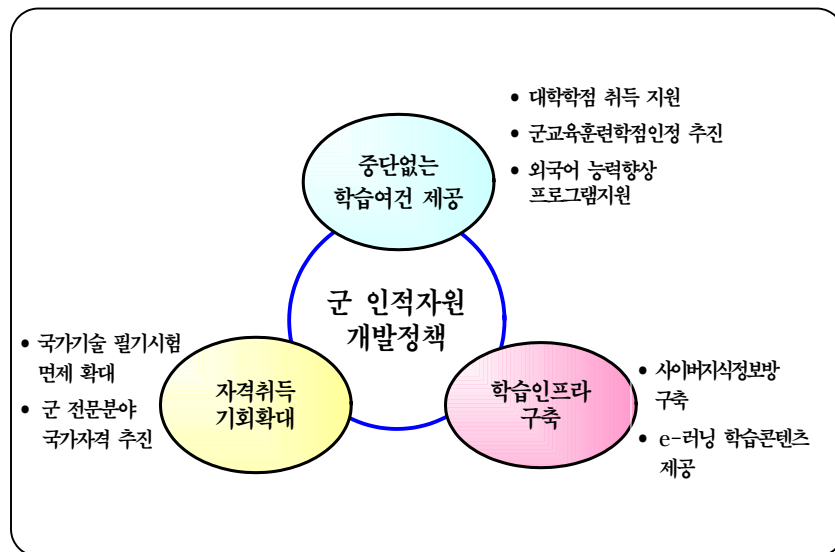 • 대학학점 취득 지원
• 군교육훈련학점인정 추진
• 외국어 능력향상
프로그램지원
중단없는
학습여건 제공
군 인적자원
개발정책
• 국가기술 필기시험
면제 확대
• 군 전문분야
국가자격 추진
자격취득
기회확대
학습인프라
구축
• 사이버지식정보방
구축
• e-러닝 학습콘텐츠
제공